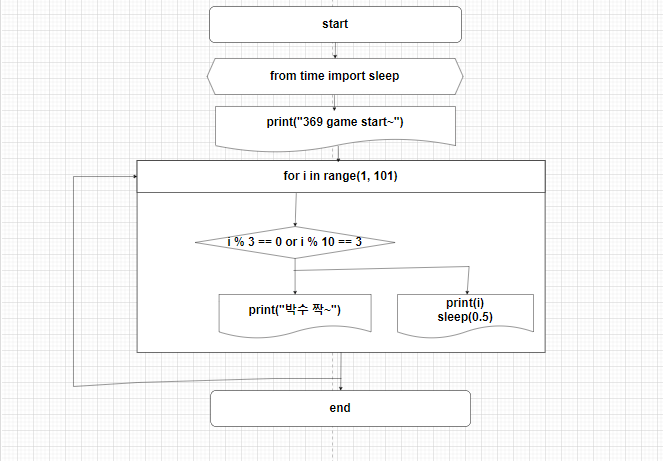 start
from time import sleep
print("369 game start~")
for i in range(1, 101)
i % 3 == 0 or i % 10 == 3
print("박수 짝~")
print(i)
sleep(0.5)
end